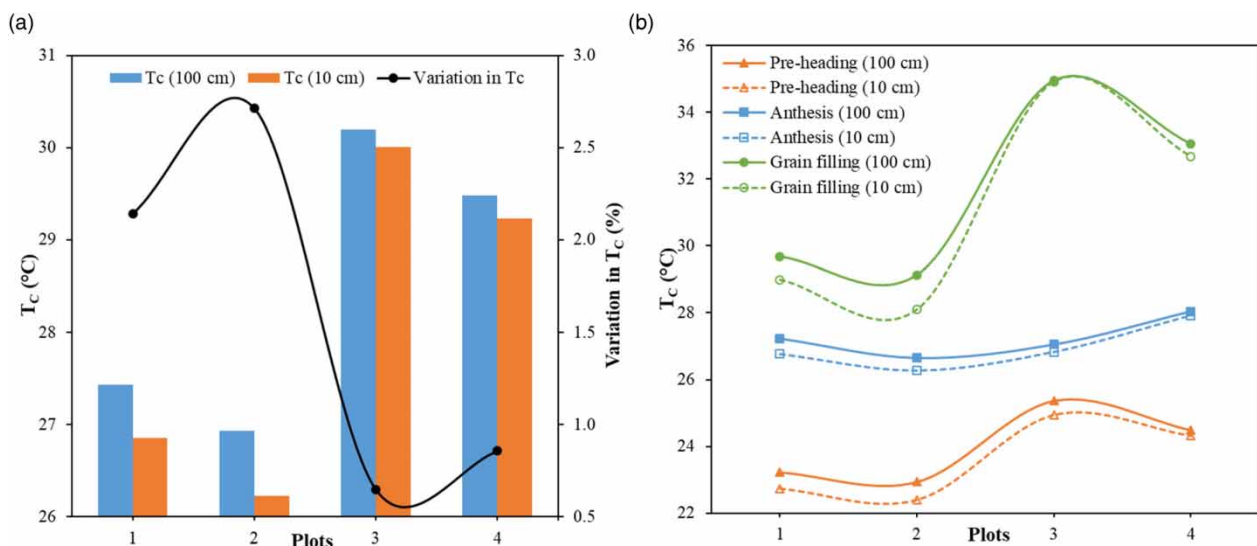 (a)
31
30
29
28
27
26
T_C (°C)
Tc (100 cm) Tc (10 cm) Variation in Tc
3.0
2.5
2.0
1.5
1.0
0.5
Variation in T_C (%)
1 2 3 4
Plots
(b)
36
34
32
30
28
26
24
22
T_C (°C)
Pre-heading (100 cm)
Pre-heading (10 cm)
Anthesis (100 cm)
Anthesis (10 cm)
Grain filling (100 cm)
Grain filling (10 cm)
1 2 3 4
Plots